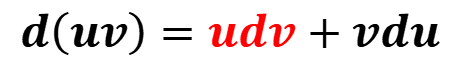 d(uv) = udv + vdu